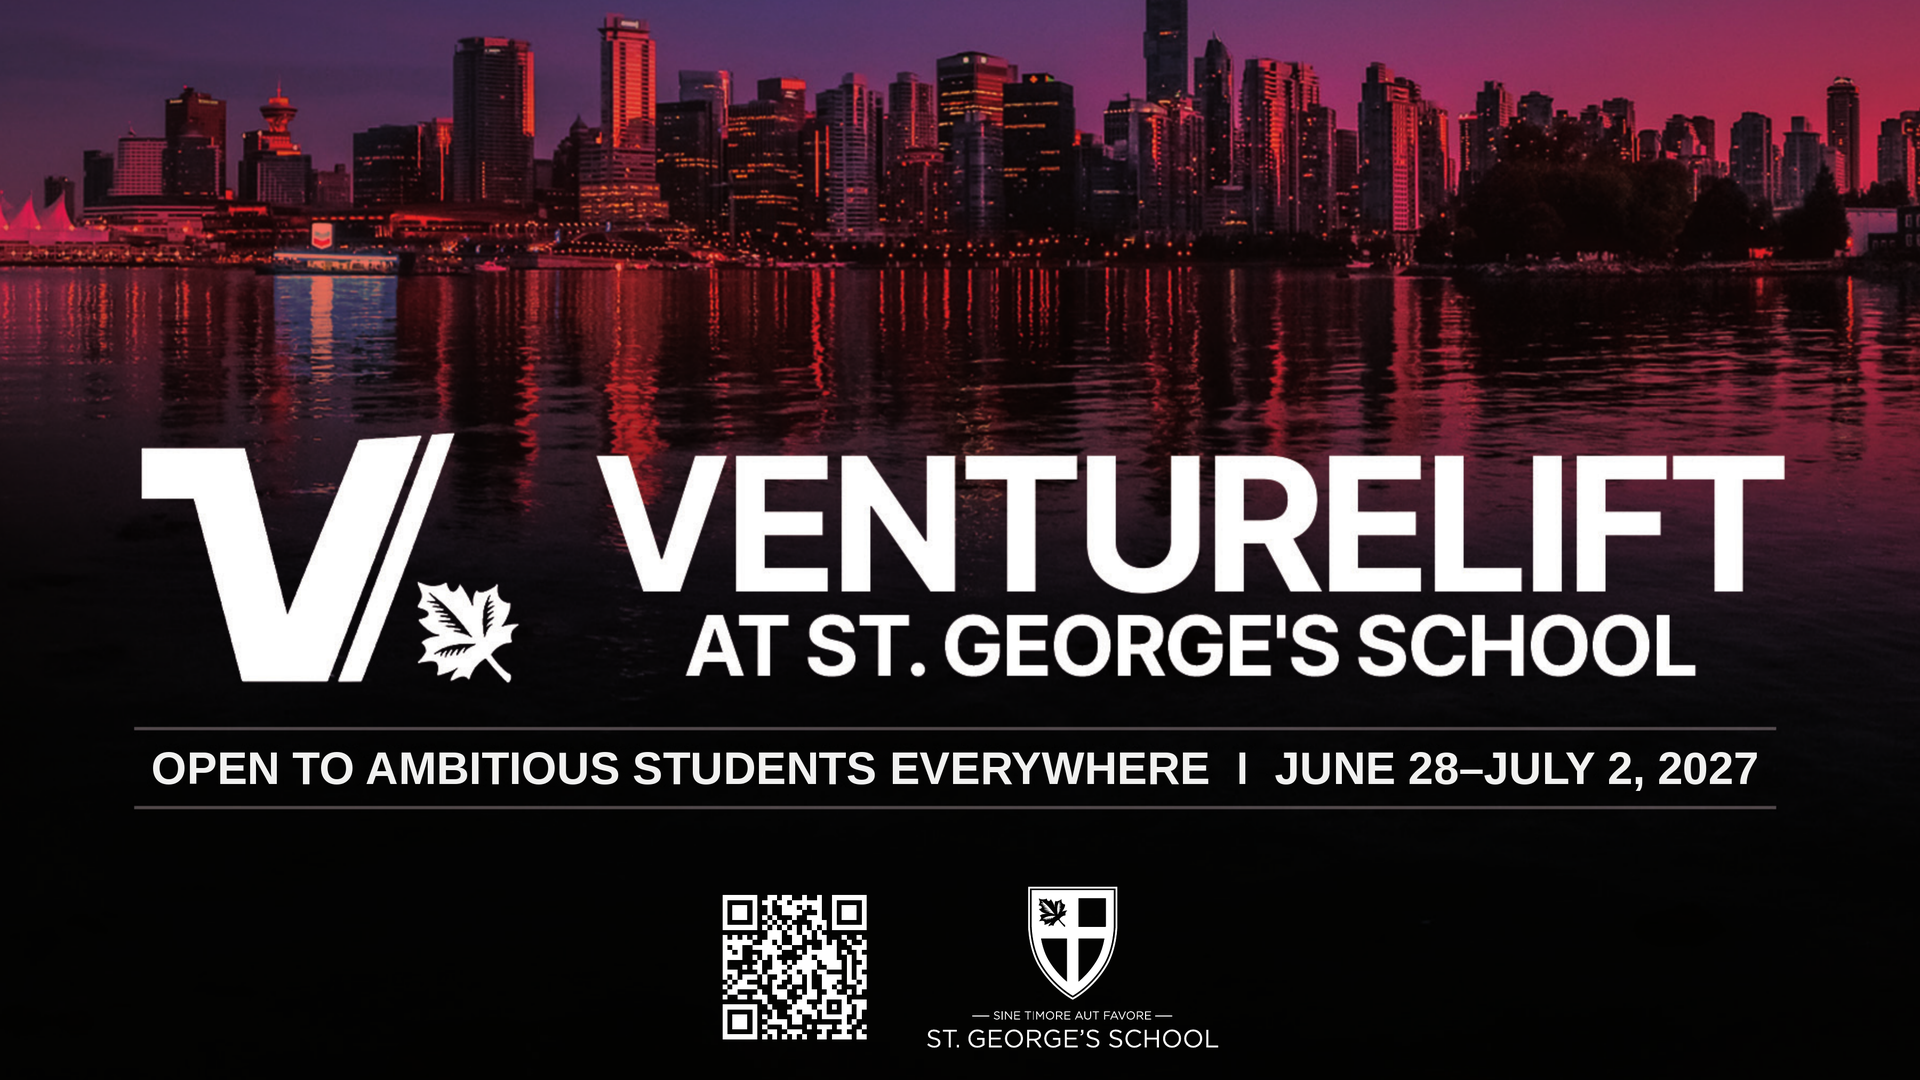 VENTURELIFT
AT ST. GEORGE'S SCHOOL
OPEN TO AMBITIOUS STUDENTS EVERYWHERE | JUNE 28–JULY 2, 2027
SINE TIMORE AUT FAVORE
ST. GEORGE’S SCHOOL